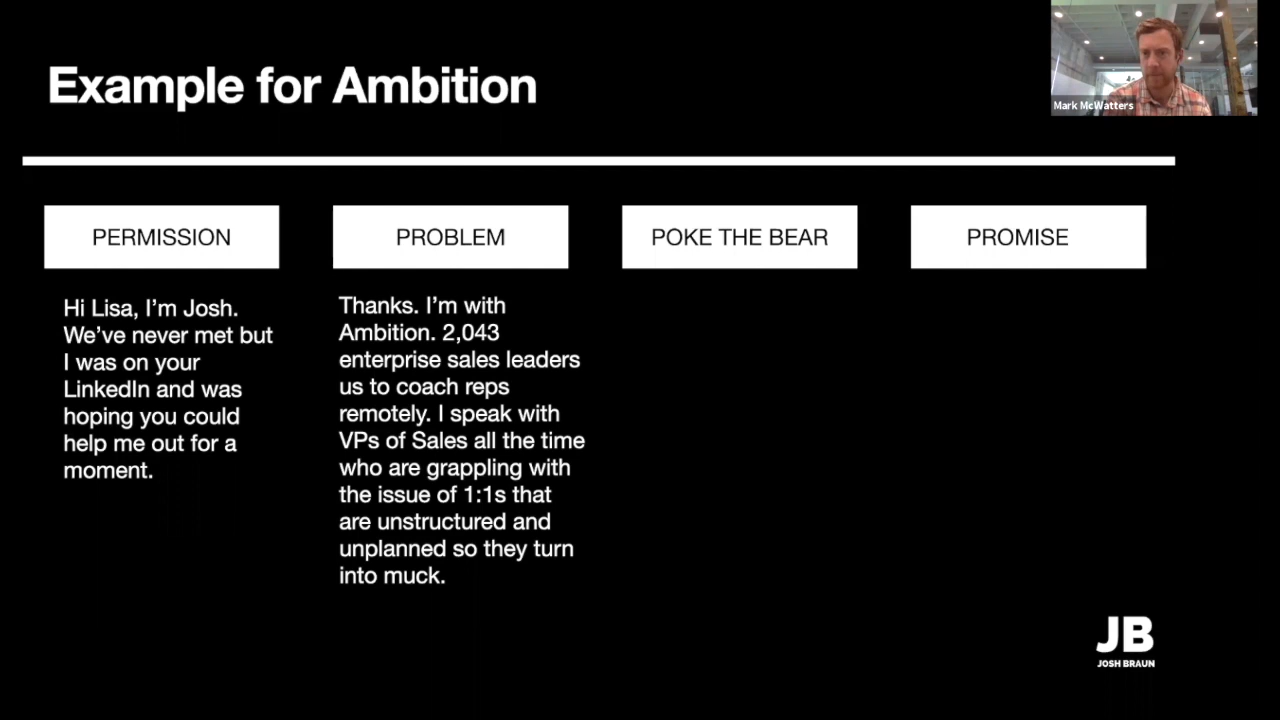 Example for Ambition
Mark McWatters
PERMISSION
PROBLEM
POKE THE BEAR
PROMISE
Hi Lisa, I'm Josh.
We've never met but
I was on your
LinkedIn and was
hoping you could
help me out for a
moment.
Thanks. I'm with
Ambition. 2,043
enterprise sales leaders
us to coach reps
remotely. I speak with
VPs of Sales all the time
who are grappling with
the issue of 1:1s that
are unstructured and
unplanned so they turn
into muck.
JB
JOSH BRAUN